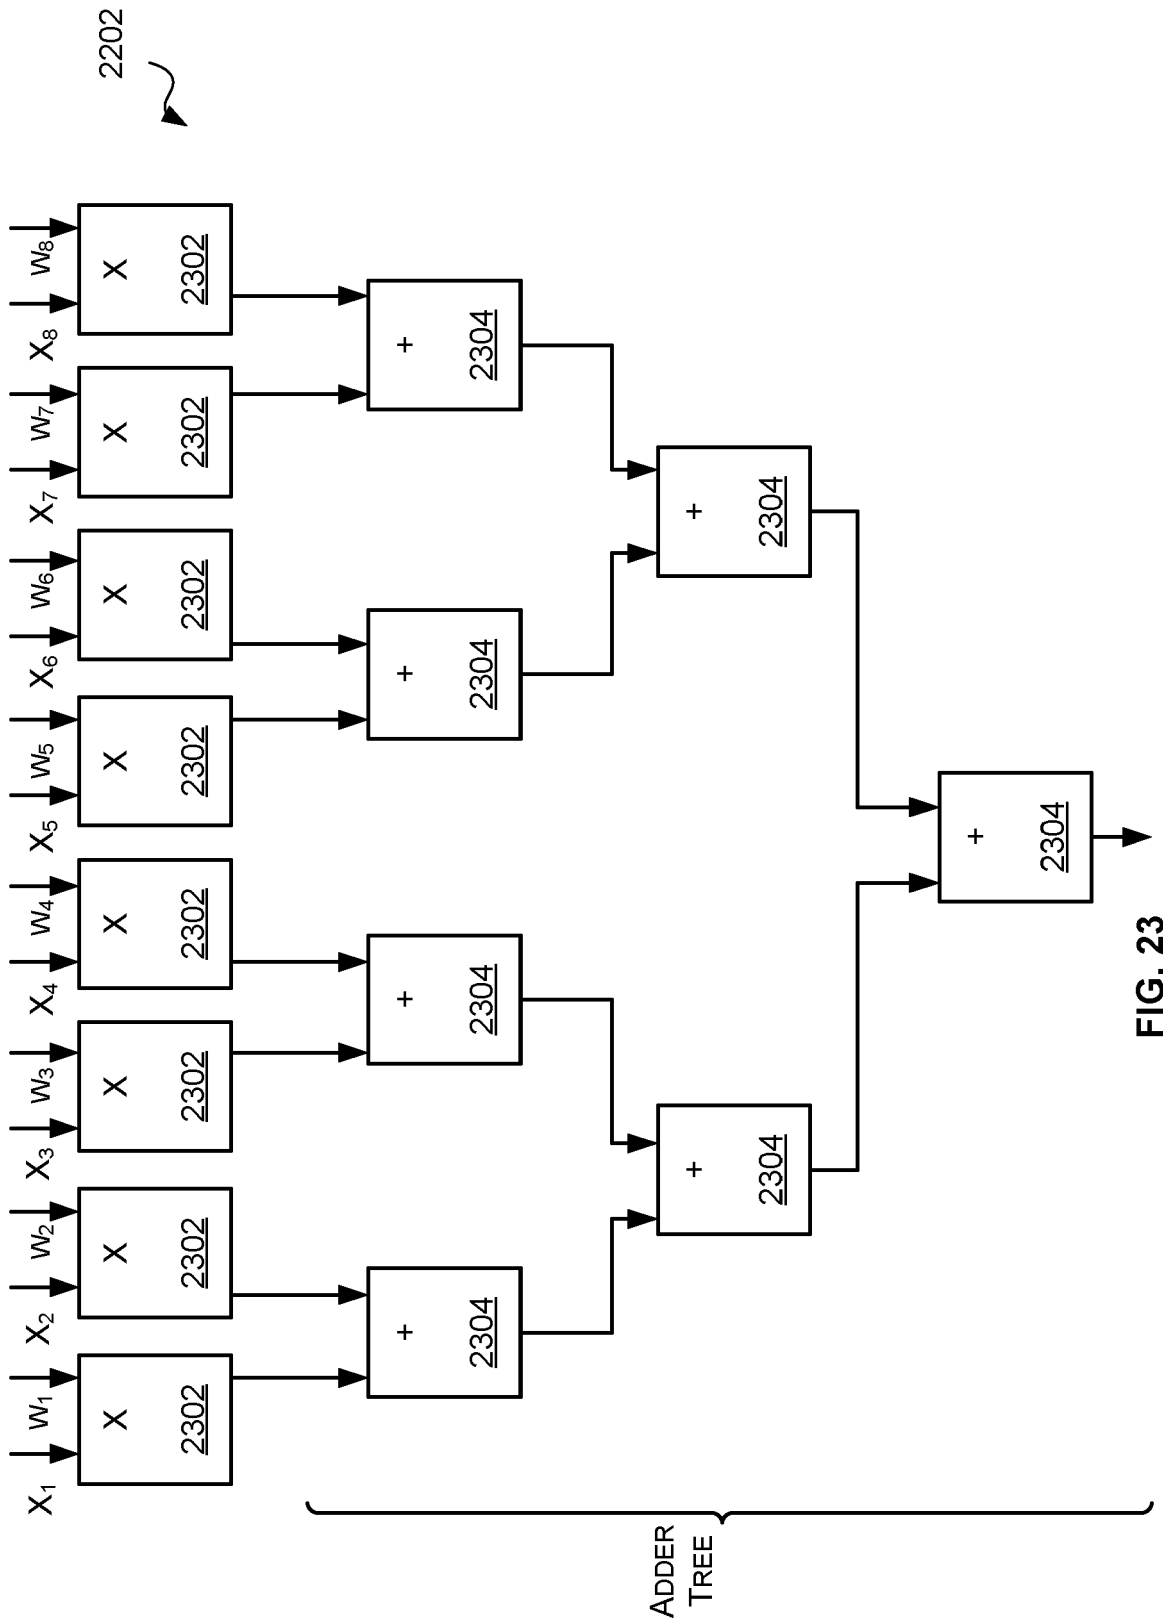 2202
X1 W1 X2 W2 X3 W3 X4 W4 X5 W5 X6 W6 X7 W7 X8 W8
X X X X X X X X
2302 2302 2302 2302 2302 2302 2302 2302
+ + + +
2304 2304 2304 2304
ADDER
TREE
+ +
2304 2304
+
2304
FIG. 23